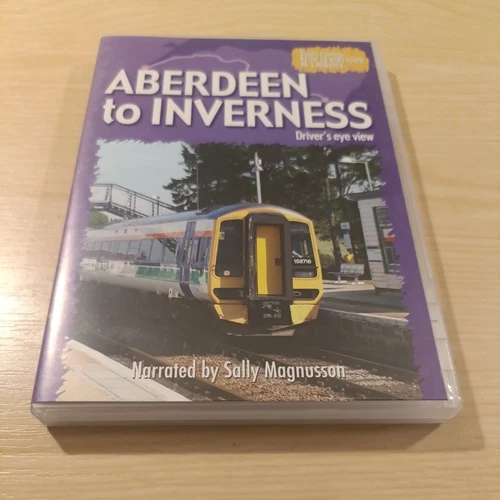 ABERDEEN
to INVERNESS
Driver's eye view
158716
Narrated by Sally Magnusson